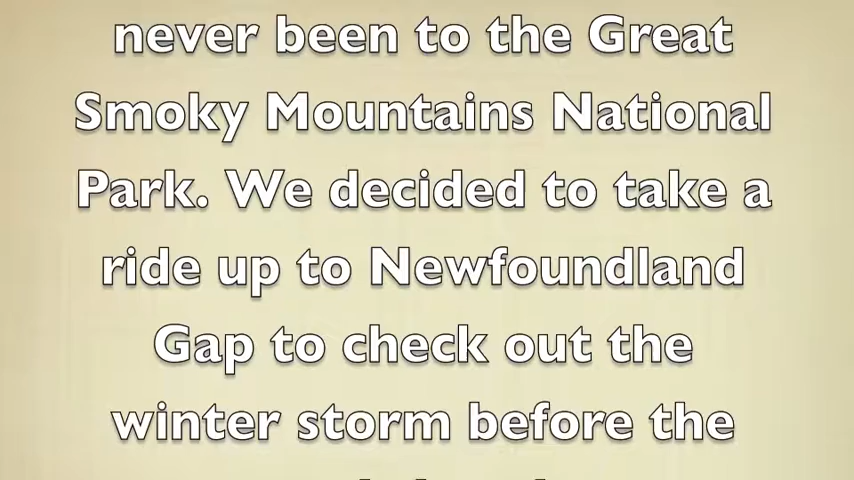 never been to the Great
Smoky Mountains National
Park. We decided to take a
ride up to Newfoundland
Gap to check out the
winter storm before the